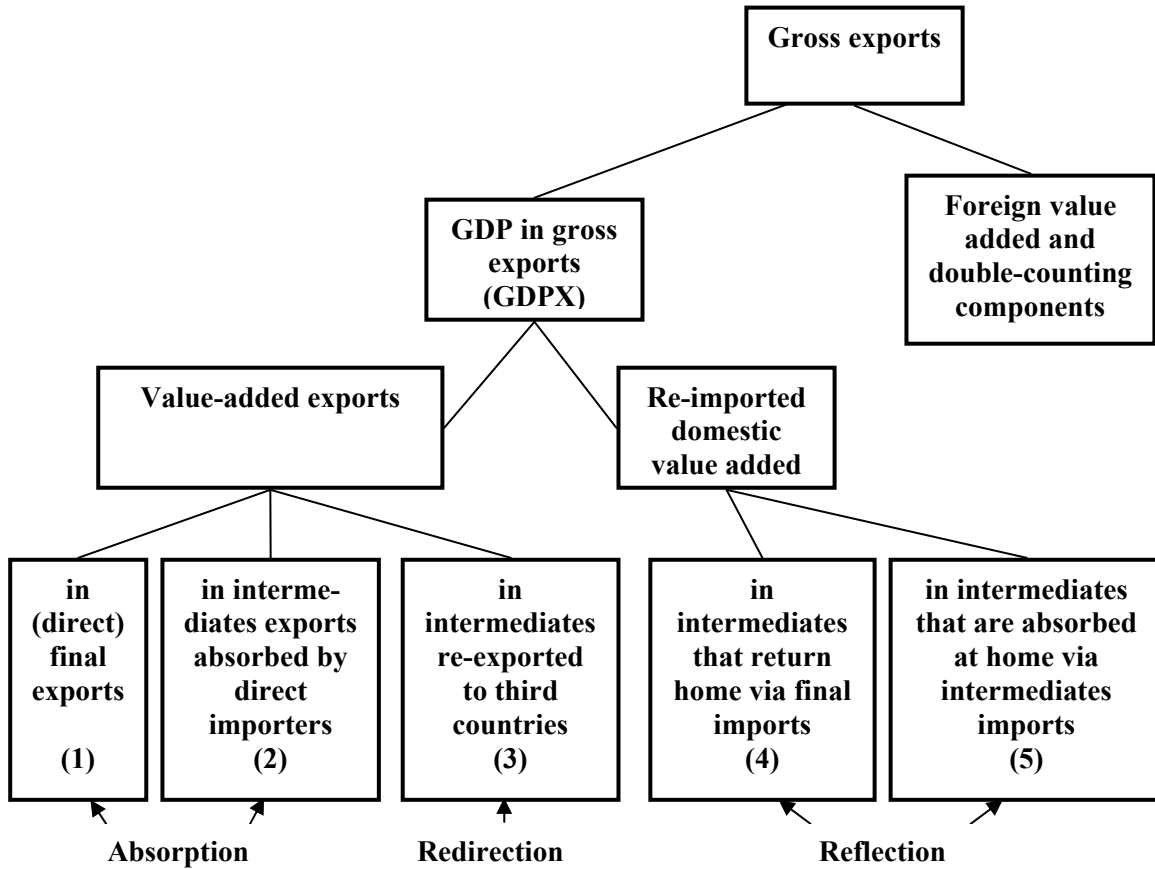 Gross exports
GDP in gross
exports
(GDPX)
Foreign value
added and
double-counting
components
Value-added exports
Re-imported
domestic
value added
in
(direct)
final
exports
(1)
in interme-
diates exports
absorbed by
direct
importers
(2)
in
intermediates
re-exported
to third
countries
(3)
in
intermediates
that return
home via final
imports
(4)
in intermediates
that are absorbed
at home via
intermediates
imports
(5)
Absorption
Redirection
Reflection